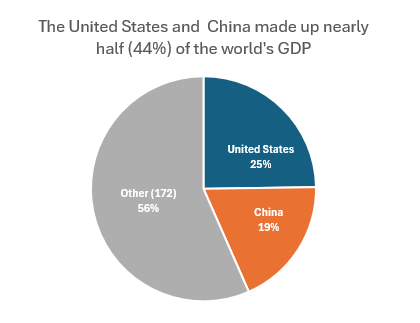 The United States and  China made up nearly
half (44%) of the world's GDP
United States
25%
Other (172)
56%
China
19%